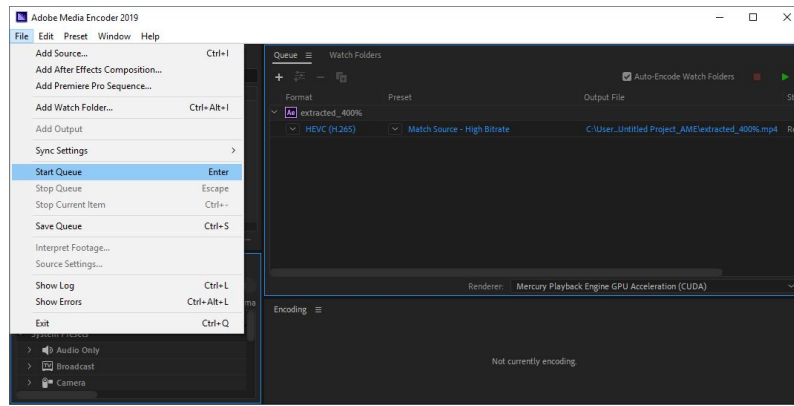 Adobe Media Encoder 2019
File Edit Preset Window Help
Add Source... Ctrl+I
Add After Effects Composition...
Add Premiere Pro Sequence...
Add Watch Folder... Ctrl+Alt+I
Add Output
Sync Settings
Start Queue Enter
Stop Queue Escape
Stop Current Item Ctrl+-
Save Queue Ctrl+S
Interpret Footage...
Source Settings...
Show Log Ctrl+L
Show Errors Ctrl+Alt+L
Exit Ctrl+Q
System Presets
Audio Only
Broadcast
Camera
Queue Watch Folders
Auto-Encode Watch Folders
Format Preset Output File
Ae extracted_400%
HEVC (H.265) Match Source - High Bitrate C:\User...Untitled Project_AME\extracted_400%.mp4
Renderer: Mercury Playback Engine GPU Acceleration (CUDA)
Encoding
Not currently encoding.